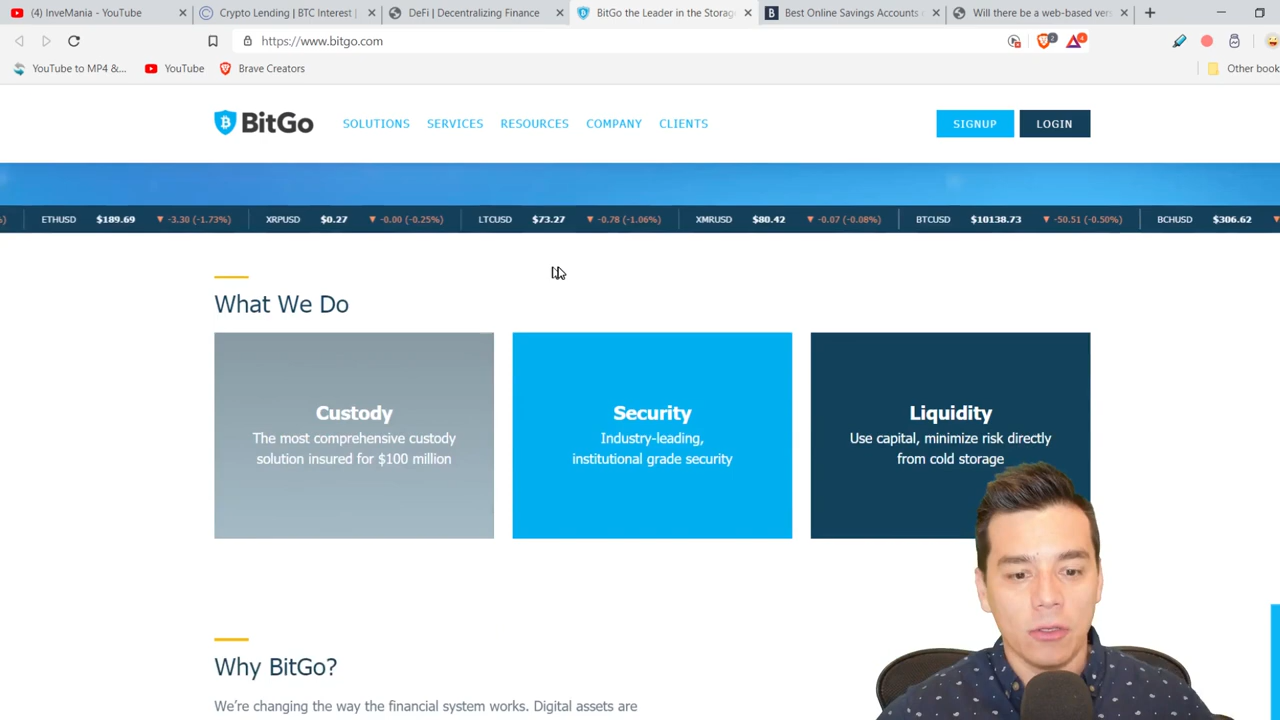 (4) InveMania - YouTube
Crypto Lending | BTC Interest |
DeFi | Decentralizing Finance
BitGo the Leader in the Storage
Best Online Savings Accounts
Will there be a web-based ver
https://www.bitgo.com
2
4
YouTube to MP4 &...
YouTube
Brave Creators
Other book
BitGo
SOLUTIONS
SERVICES
RESOURCES
COMPANY
CLIENTS
SIGNUP
LOGIN
%)
ETHUSD $189.69 ▼ -3.30 (-1.73%)
XRPUSD $0.27 ▼ -0.00 (-0.25%)
LTCUSD $73.27 ▼ -0.78 (-1.06%)
XMRUSD $80.42 ▼ -0.07 (-0.08%)
BTCUSD $10138.73 ▼ -50.51 (-0.50%)
BCHUSD $306.62 ▼
What We Do
Custody
The most comprehensive custody
solution insured for $100 million
Security
Industry-leading,
institutional grade security
Liquidity
Use capital, minimize risk directly
from cold storage
Why BitGo?
We're changing the way the financial system works. Digital assets are